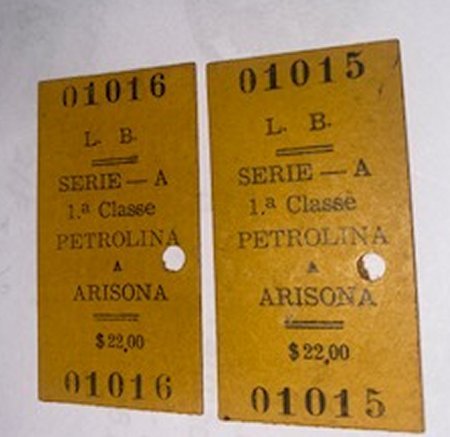 01016
L. B.
SERIE — A
1.ª Classe
PETROLINA
A
ARISONA
$22,00
01016
01015
L. B.
SERIE — A
1.ª Classe
PETROLINA
A
ARISONA
$22,00
01015